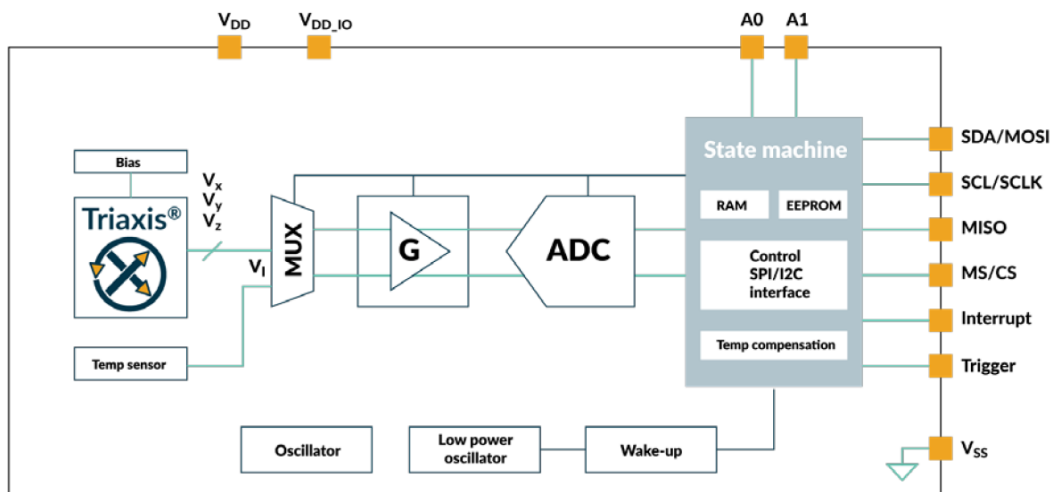 VDD
VDD_IO
A0
A1
State machine
SDA/MOSI
Bias
Vx
Vy
Vz
SCL/SCLK
Triaxis®
RAM
EEPROM
MISO
MUX
G
ADC
VI
Control
SPI/I2C
interface
MS/CS
Interrupt
Temp compensation
Temp sensor
Trigger
Oscillator
Low power
oscillator
Wake-up
VSS